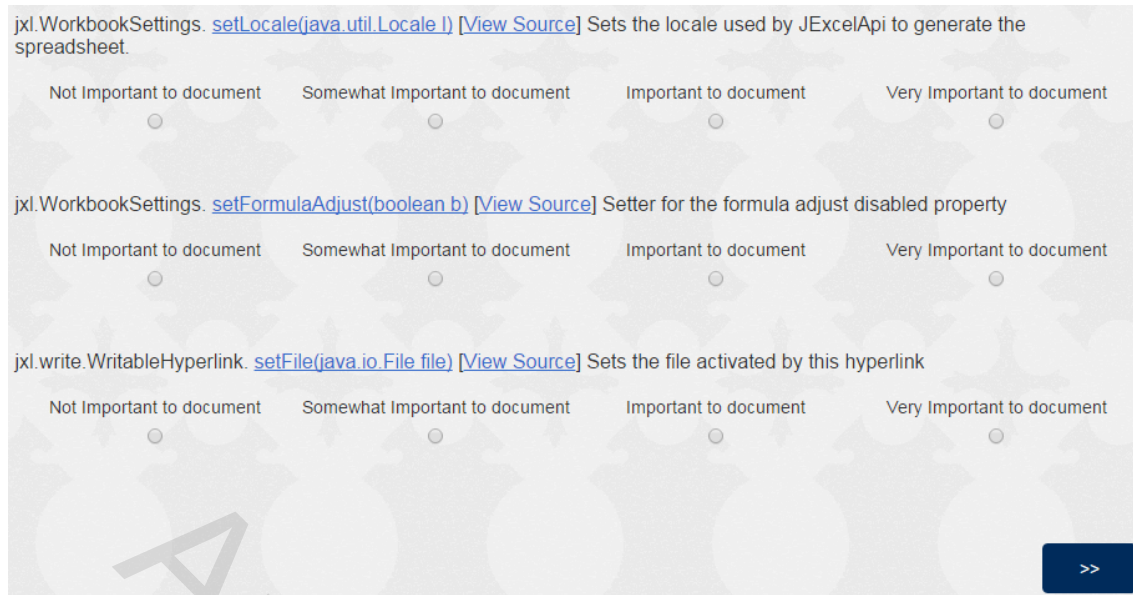 jxl.WorkbookSettings. setLocale(java.util.Locale l) [View Source] Sets the locale used by JExcelApi to generate the
spreadsheet.
Not Important to document Somewhat Important to document Important to document Very Important to document
jxl.WorkbookSettings. setFormulaAdjust(boolean b) [View Source] Setter for the formula adjust disabled property
Not Important to document Somewhat Important to document Important to document Very Important to document
jxl.write.WritableHyperlink. setFile(java.io.File file) [View Source] Sets the file activated by this hyperlink
Not Important to document Somewhat Important to document Important to document Very Important to document
A
>>